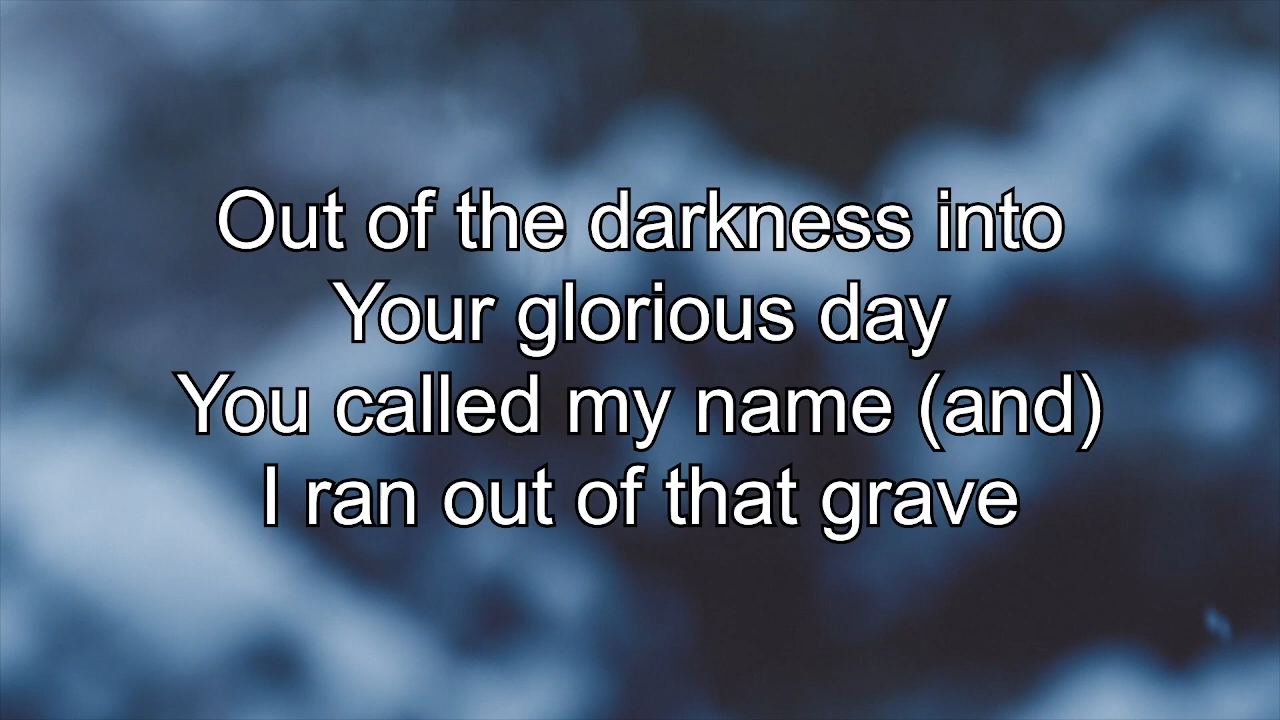 Out of the darkness into
Your glorious day
You called my name (and)
I ran out of that grave